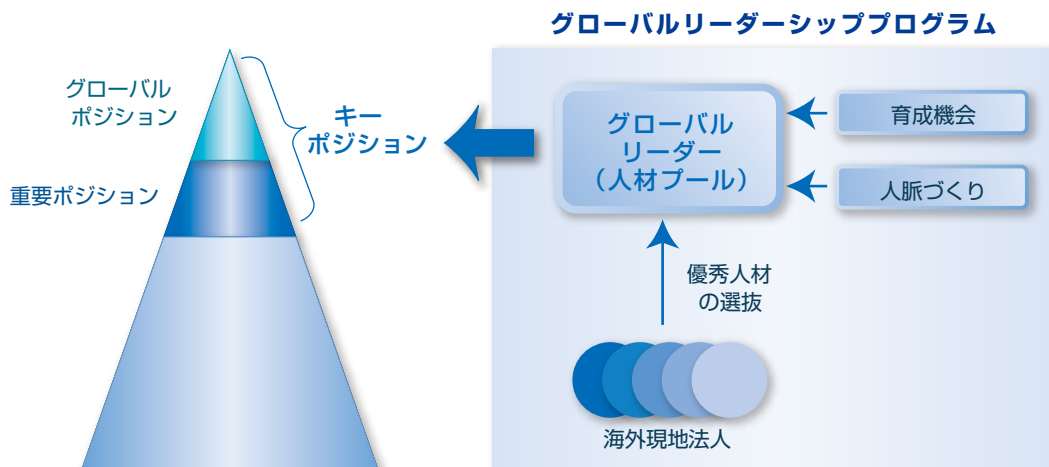 グローバルリーダーシッププログラム
グローバル
ポジション
重要ポジション
キー
ポジション
グローバル
リーダー
（人材プール）
育成機会
人脈づくり
優秀人材
の選抜
海外現地法人